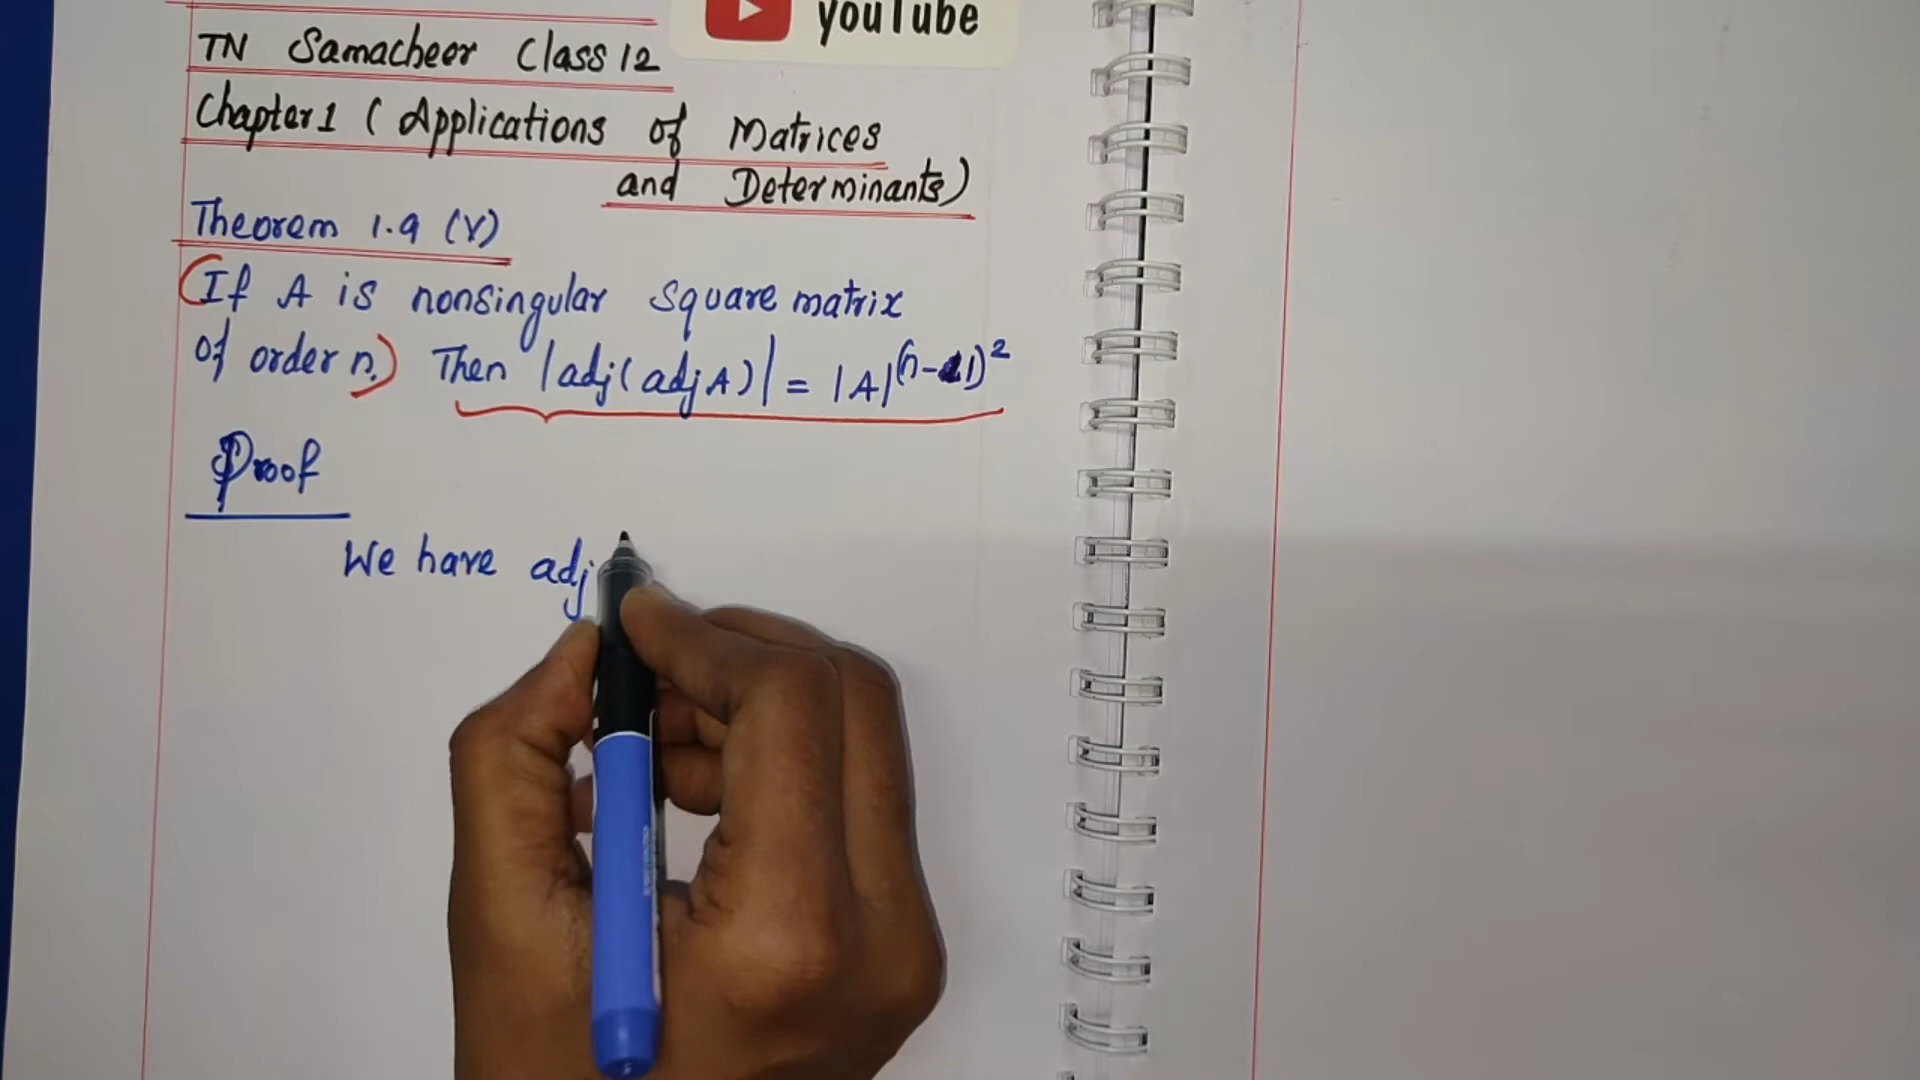 YouTube
TN Samacheer Class 12
Chapter 1 ( Applications of Matrices
and Determinants)
Theorem 1.9 (V)
(If A is nonsingular square matrix
of order n.) Then |adj(adj A)| = |A|^(n-1)^2
Proof
We have adj